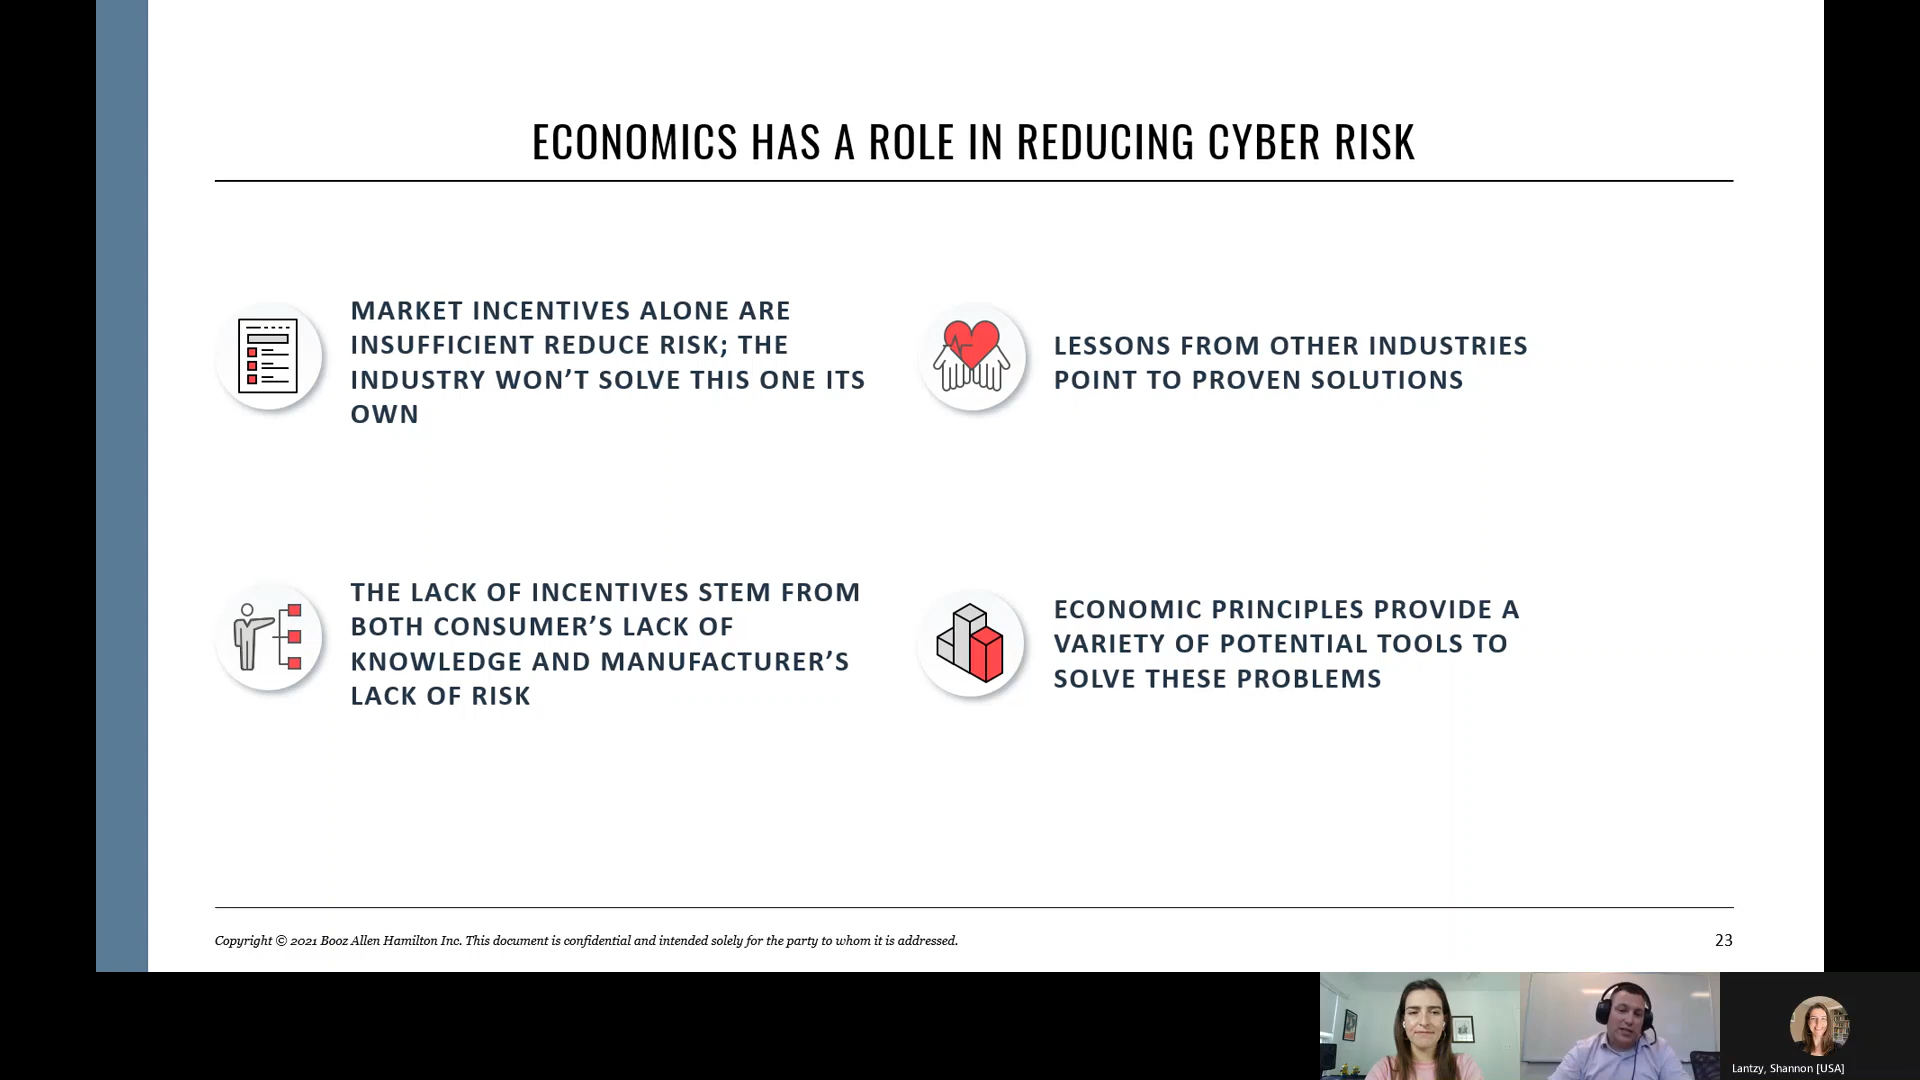 ECONOMICS HAS A ROLE IN REDUCING CYBER RISK
MARKET INCENTIVES ALONE ARE
INSUFFICIENT REDUCE RISK; THE
INDUSTRY WON’T SOLVE THIS ONE ITS
OWN
LESSONS FROM OTHER INDUSTRIES
POINT TO PROVEN SOLUTIONS
THE LACK OF INCENTIVES STEM FROM
BOTH CONSUMER’S LACK OF
KNOWLEDGE AND MANUFACTURER’S
LACK OF RISK
ECONOMIC PRINCIPLES PROVIDE A
VARIETY OF POTENTIAL TOOLS TO
SOLVE THESE PROBLEMS
Copyright © 2021 Booz Allen Hamilton Inc. This document is confidential and intended solely for the party to whom it is addressed.
23
Lantzy, Shannon [USA]